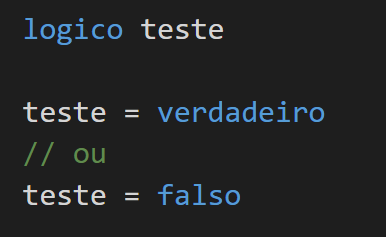 logico teste
teste = verdadeiro
// ou
teste = falso